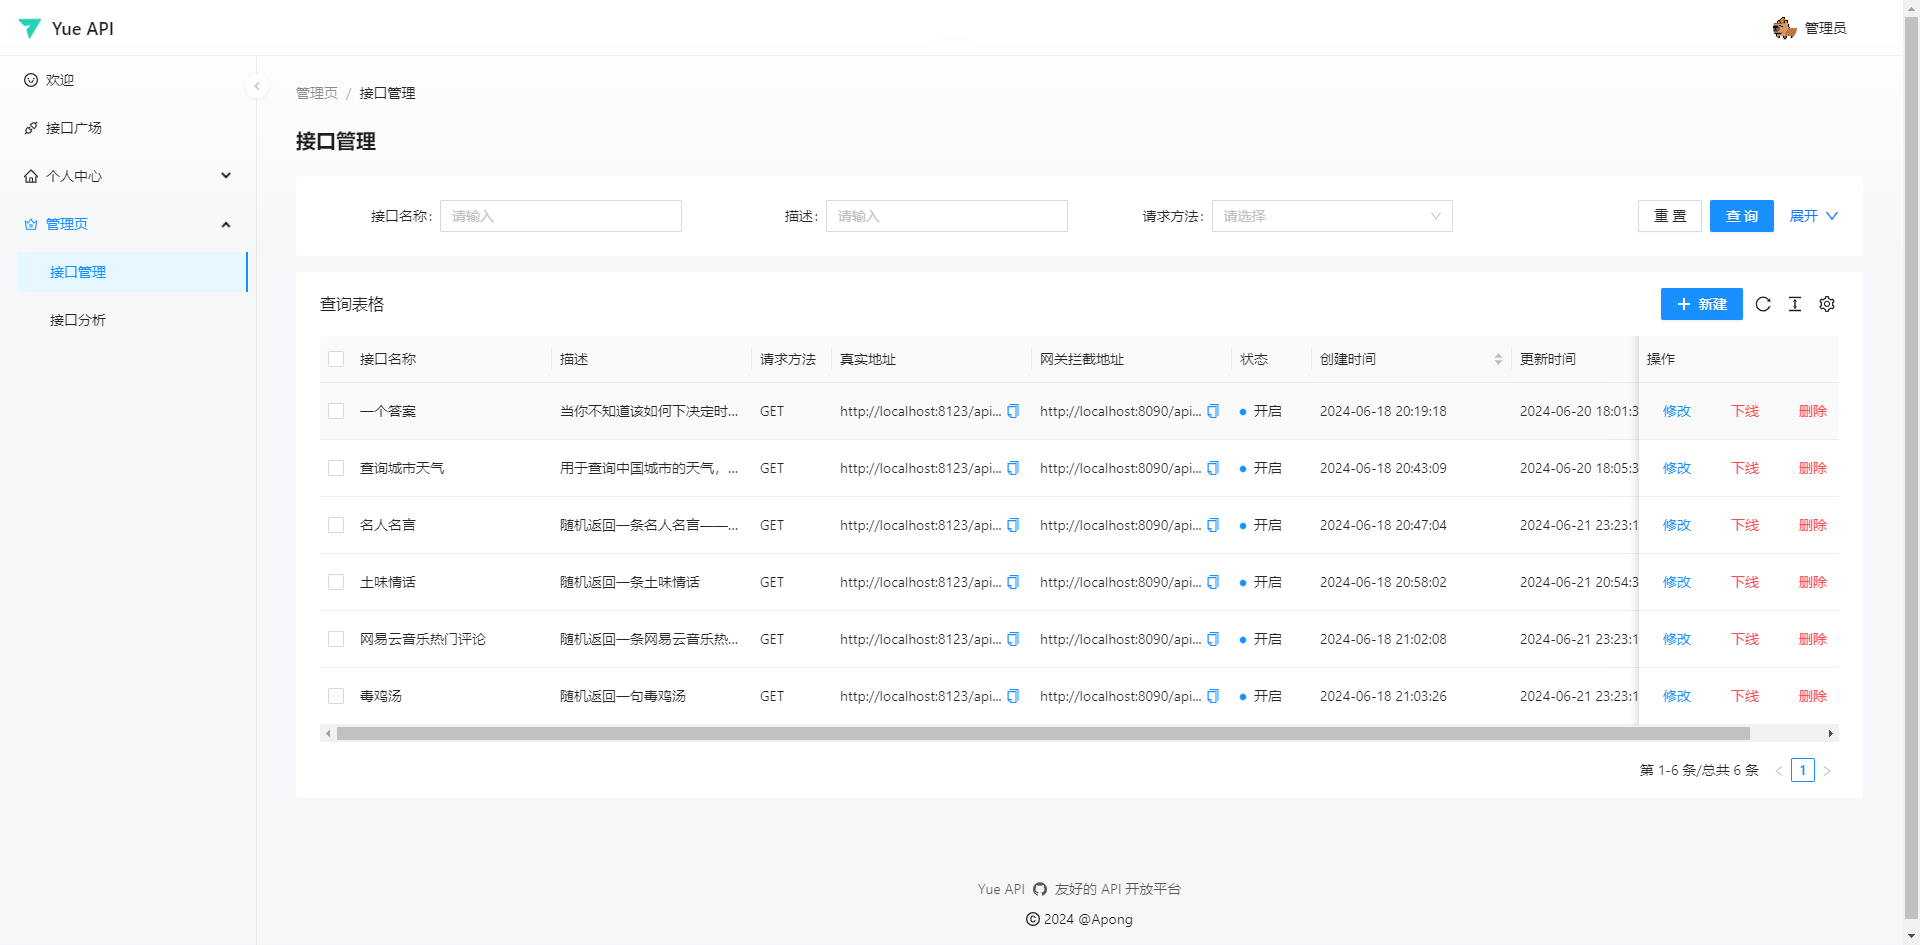 Yue API
管理员
欢迎
接口广场
个人中心
管理页
接口管理
接口分析
管理页 / 接口管理
接口管理
接口名称: 请输入 描述: 请输入 请求方法: 请选择 重 置 查 询 展开
查询表格 新建
接口名称 描述 请求方法 真实地址 网关拦截地址 状态 创建时间 更新时间 操作
一个答案 当你不知道该如何下决定时... GET http://localhost:8123/api... http://localhost:8090/api... 开启 2024-06-18 20:19:18 2024-06-20 18:01:3 修改 下线 删除
查询城市天气 用于查询中国城市的天气，... GET http://localhost:8123/api... http://localhost:8090/api... 开启 2024-06-18 20:43:09 2024-06-20 18:05:3 修改 下线 删除
名人名言 随机返回一条名人名言——... GET http://localhost:8123/api... http://localhost:8090/api... 开启 2024-06-18 20:47:04 2024-06-21 23:23:1 修改 下线 删除
土味情话 随机返回一条土味情话 GET http://localhost:8123/api... http://localhost:8090/api... 开启 2024-06-18 20:58:02 2024-06-21 20:54:3 修改 下线 删除
网易云音乐热门评论 随机返回一条网易云音乐热... GET http://localhost:8123/api... http://localhost:8090/api... 开启 2024-06-18 21:02:08 2024-06-21 23:23:1 修改 下线 删除
毒鸡汤 随机返回一句毒鸡汤 GET http://localhost:8123/api... http://localhost:8090/api... 开启 2024-06-18 21:03:26 2024-06-21 23:23:1 修改 下线 删除
第 1-6 条/总共 6 条 < 1 >
Yue API 友好的 API 开放平台
© 2024 @Apong